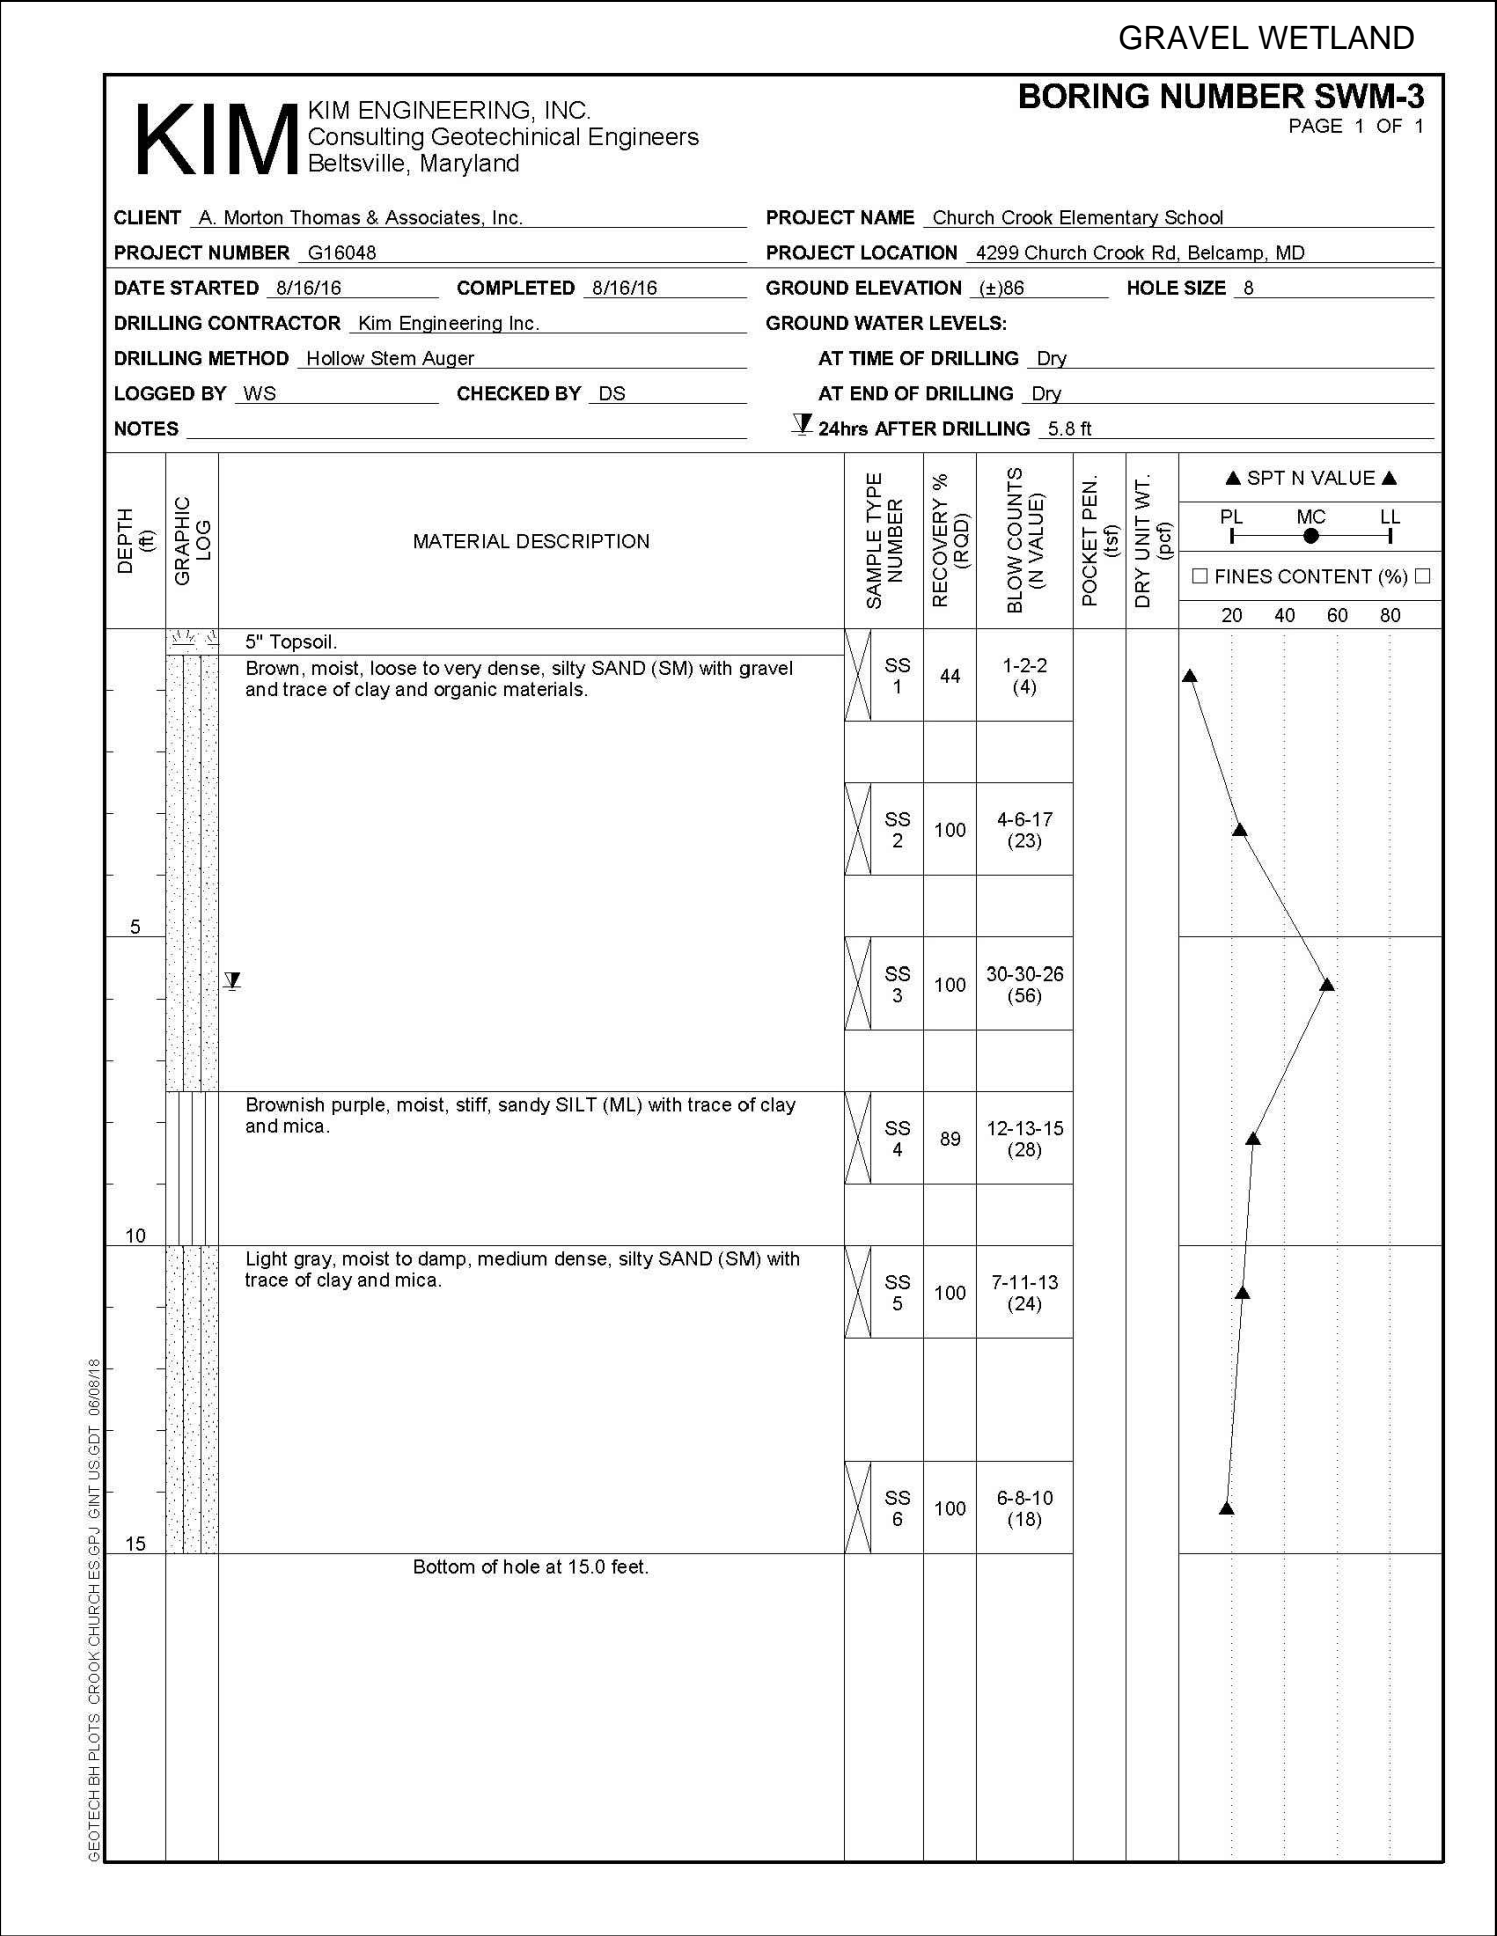 GRAVEL WETLAND
KIM
KIM ENGINEERING, INC.
Consulting Geotechinical Engineers
Beltsville, Maryland
BORING NUMBER SWM-3
PAGE 1 OF 1
CLIENT A. Morton Thomas & Associates, Inc.
PROJECT NAME Church Crook Elementary School
PROJECT NUMBER G16048
PROJECT LOCATION 4299 Church Crook Rd, Belcamp, MD
DATE STARTED 8/16/16 COMPLETED 8/16/16
GROUND ELEVATION (±)86 HOLE SIZE 8
DRILLING CONTRACTOR Kim Engineering Inc.
GROUND WATER LEVELS:
DRILLING METHOD Hollow Stem Auger
AT TIME OF DRILLING Dry
LOGGED BY WS CHECKED BY DS
AT END OF DRILLING Dry
NOTES
24hrs AFTER DRILLING 5.8 ft
DEPTH
(ft)
GRAPHIC
LOG
MATERIAL DESCRIPTION
SAMPLE TYPE
NUMBER
RECOVERY %
(RQD)
BLOW COUNTS
(N VALUE)
POCKET PEN.
(tsf)
DRY UNIT WT.
(pcf)
▲ SPT N VALUE ▲
PL MC LL
□ FINES CONTENT (%) □
20 40 60 80
5" Topsoil.
Brown, moist, loose to very dense, silty SAND (SM) with gravel
and trace of clay and organic materials.
SS
1
44
1-2-2
(4)
SS
2
100
4-6-17
(23)
5
SS
3
100
30-30-26
(56)
Brownish purple, moist, stiff, sandy SILT (ML) with trace of clay
and mica.
SS
4
89
12-13-15
(28)
10
Light gray, moist to damp, medium dense, silty SAND (SM) with
trace of clay and mica.
SS
5
100
7-11-13
(24)
SS
6
100
6-8-10
(18)
15
Bottom of hole at 15.0 feet.
GEOTECH BH PLOTS CROOK CHURCH ES.GPJ GINT US.GDT 06/08/18